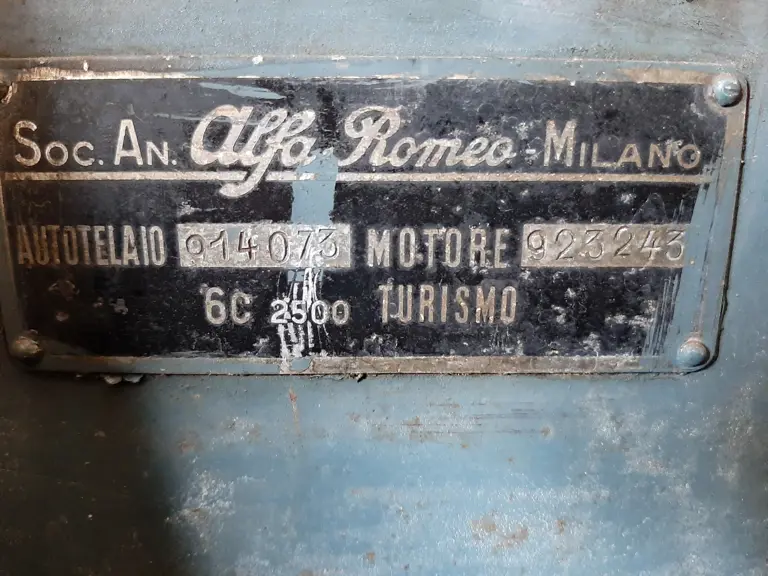 Soc. An. Alfa Romeo - Milano
AUTOTELAIO 914073 MOTORE 923243
6C 2500 TURISMO